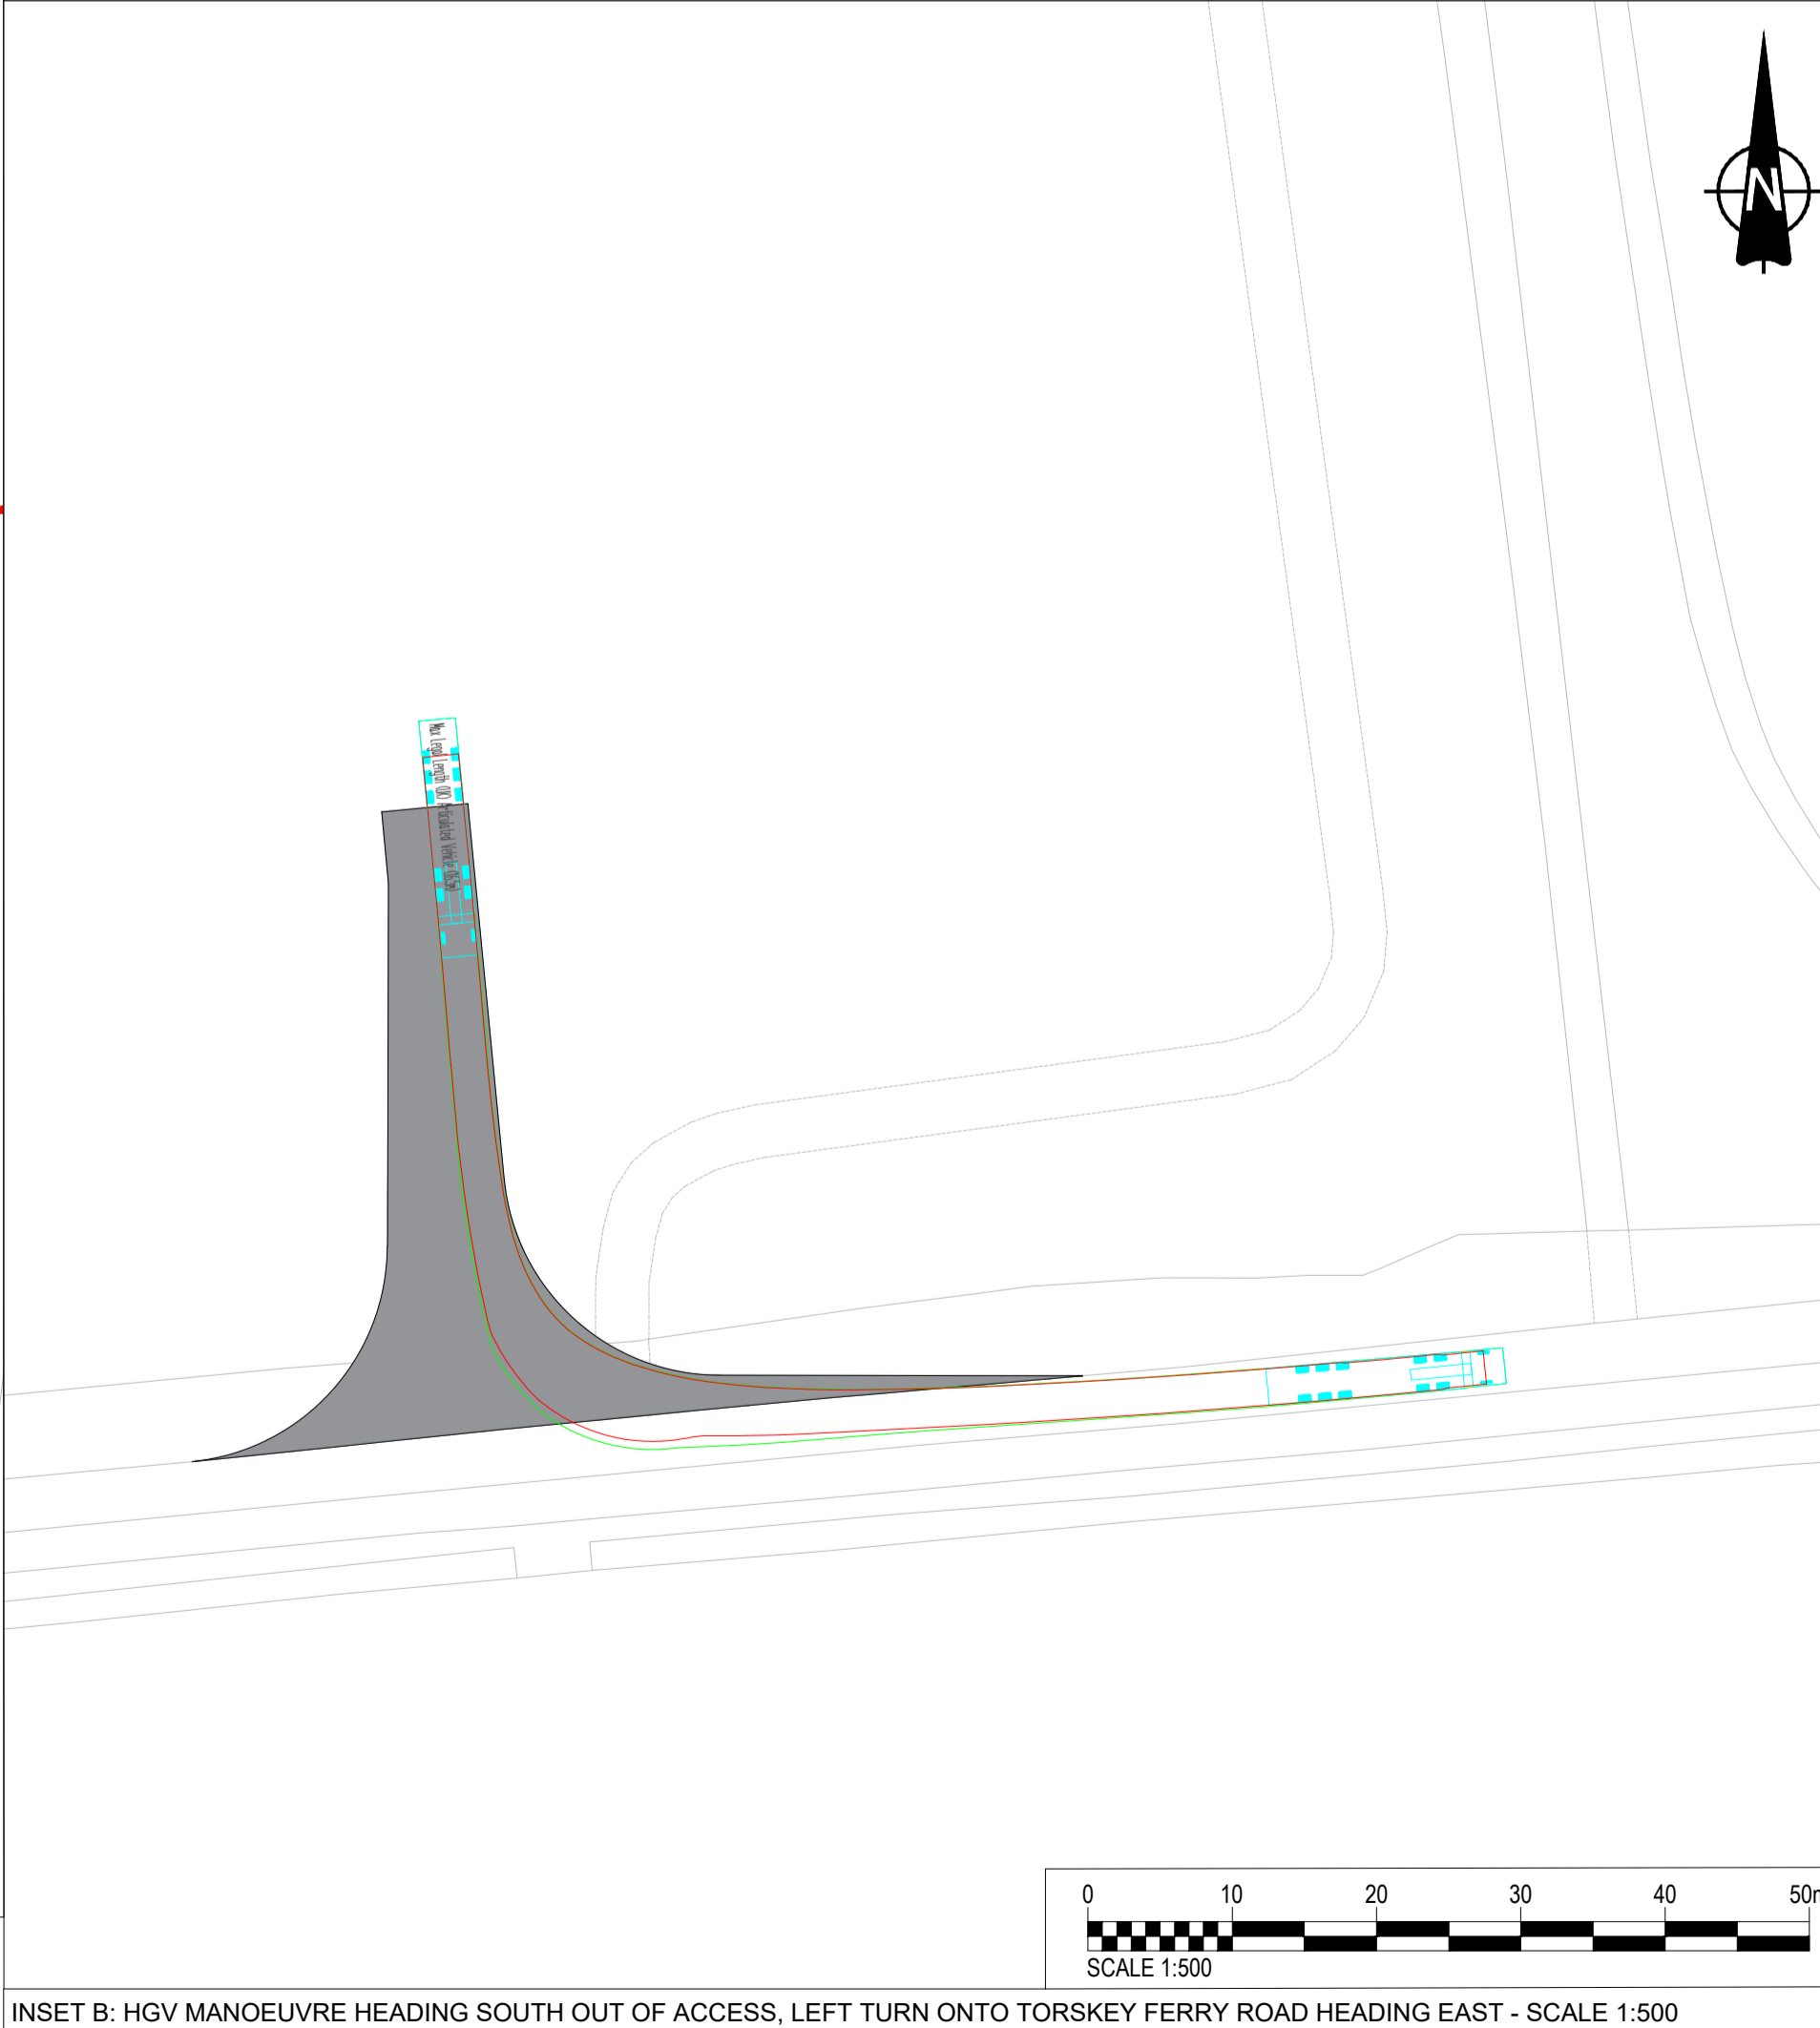 N
Max Legal Length (UK) Articulated Vehicle (16.5m)
0 10 20 30 40 50m
SCALE 1:500
INSET B: HGV MANOEUVRE HEADING SOUTH OUT OF ACCESS, LEFT TURN ONTO TORSKEY FERRY ROAD HEADING EAST - SCALE 1:500